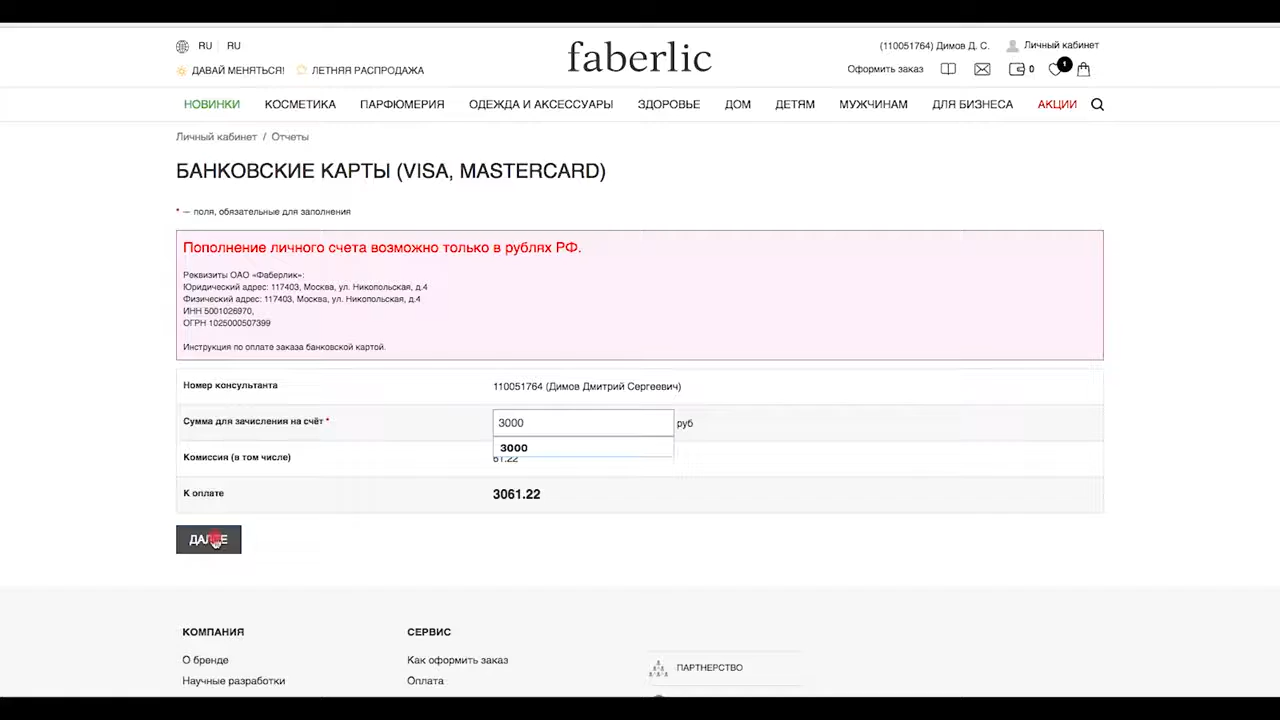 RU RU
(110051764) Димов Д. С. Личный кабинет
faberlic
ДАВАЙ МЕНЯТЬСЯ! ЛЕТНЯЯ РАСПРОДАЖА
Оформить заказ 0 1
НОВИНКИ КОСМЕТИКА ПАРФЮМЕРИЯ ОДЕЖДА И АКСЕССУАРЫ ЗДОРОВЬЕ ДОМ ДЕТЯМ МУЖЧИНАМ ДЛЯ БИЗНЕСА АКЦИИ
Личный кабинет / Отчеты
БАНКОВСКИЕ КАРТЫ (VISA, MASTERCARD)
* — поля, обязательные для заполнения
Пополнение личного счета возможно только в рублях РФ.
Реквизиты ОАО «Фаберлик»:
Юридический адрес: 117403, Москва, ул. Никопольская, д.4
Физический адрес: 117403, Москва, ул. Никопольская, д.4
ИНН 5001026970,
ОГРН 1025000507399
Инструкция по оплате заказа банковской картой.
Номер консультанта 110051764 (Димов Дмитрий Сергеевич)
Сумма для зачисления на счёт * 3000 руб
3000
Комиссия (в том числе) 61.22
К оплате 3061.22
ДАЛЕЕ
КОМПАНИЯ СЕРВИС
О бренде Как оформить заказ ПАРТНЕРСТВО
Научные разработки Оплата